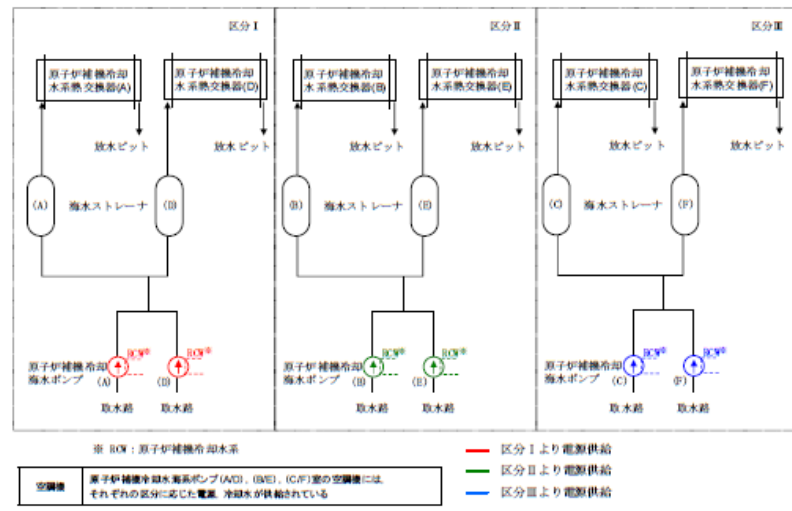 区分Ⅰ
原子炉補機冷却
水系熱交換器(A)
原子炉補機冷却
水系熱交換器(D)
放水ピット
放水ピット
(A)
海水ストレーナ
(D)
RCW※
RCW※
原子炉補機冷却
海水ポンプ
(A)
(D)
取水路
取水路
区分Ⅱ
原子炉補機冷却
水系熱交換器(B)
原子炉補機冷却
水系熱交換器(E)
放水ピット
放水ピット
(B)
海水ストレーナ
(E)
RCW※
RCW※
原子炉補機冷却
海水ポンプ
(B)
(E)
取水路
取水路
区分Ⅲ
原子炉補機冷却
水系熱交換器(C)
原子炉補機冷却
水系熱交換器(F)
放水ピット
放水ピット
(C)
海水ストレーナ
(F)
RCW※
RCW※
原子炉補機冷却
海水ポンプ
(C)
(F)
取水路
取水路
※ RCW：原子炉補機冷却水系
空調機
原子炉補機冷却水海系ポンプ(A/D)，(B/E)，(C/F)室の空調機には，
それぞれの区分に応じた電源，冷却水が供給されている
区分Ⅰより電源供給
区分Ⅱより電源供給
区分Ⅲより電源供給